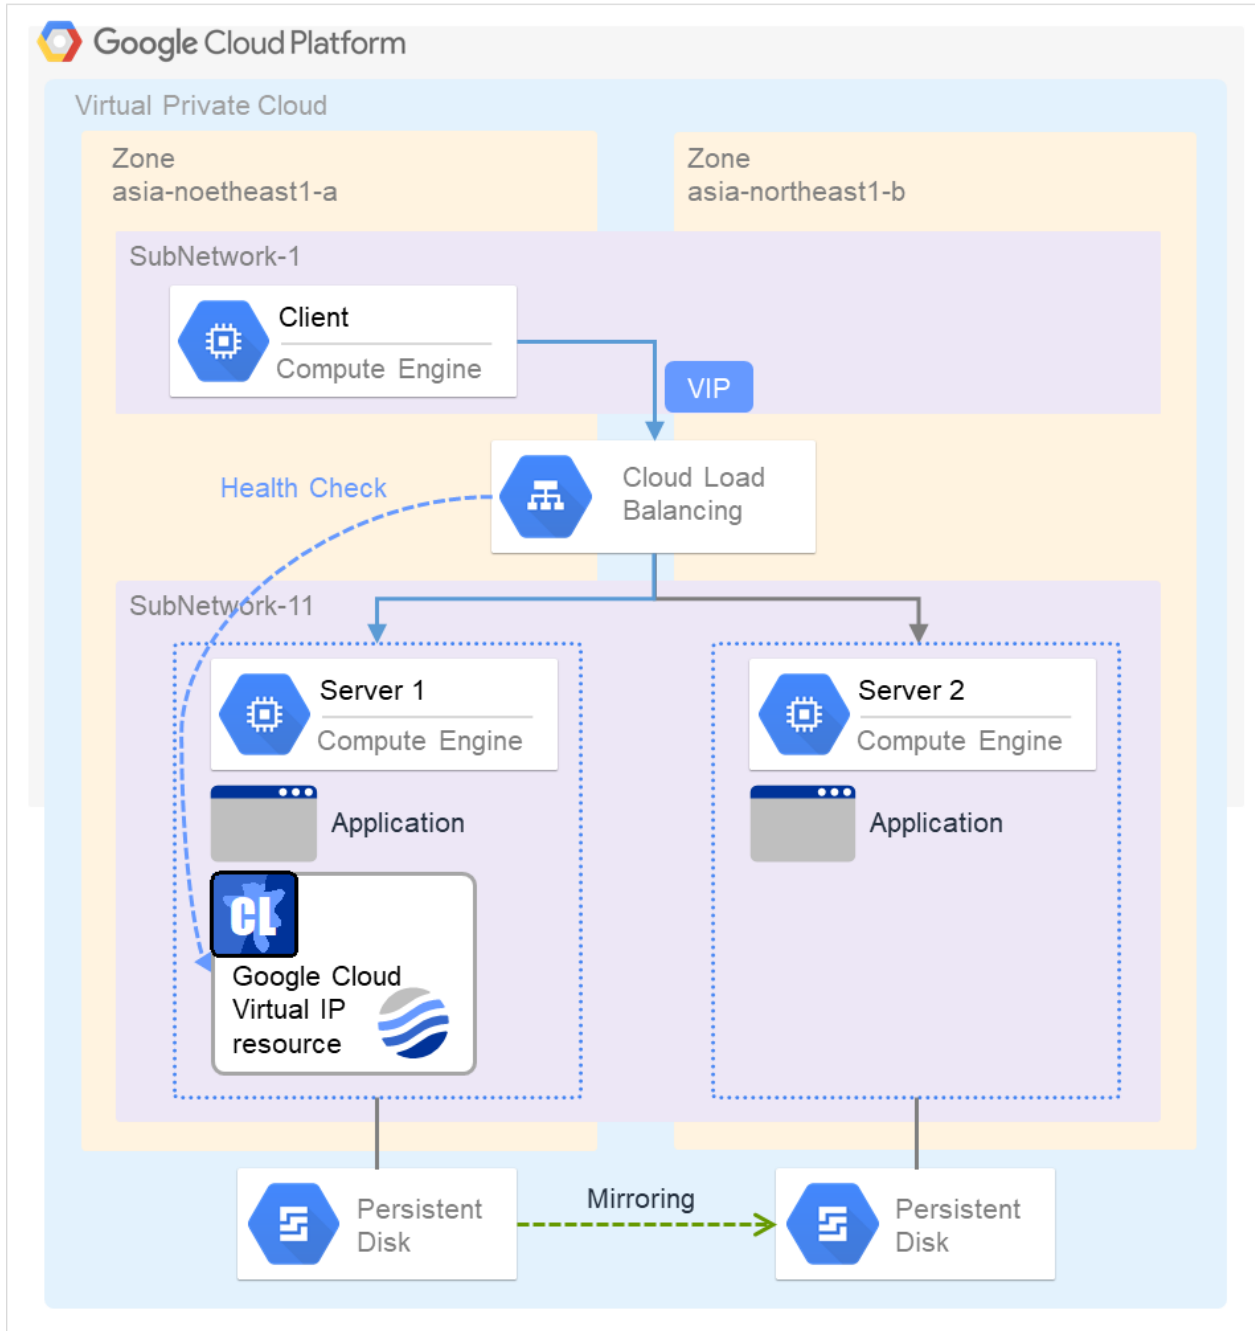 Google Cloud Platform
Virtual Private Cloud
Zone
asia-noetheast1-a
Zone
asia-northeast1-b
SubNetwork-1
Client
Compute Engine
VIP
Cloud Load
Balancing
Health Check
SubNetwork-11
Server 1
Compute Engine
Server 2
Compute Engine
Application
Application
CL
Google Cloud
Virtual IP
resource
Persistent
Disk
Mirroring
Persistent
Disk